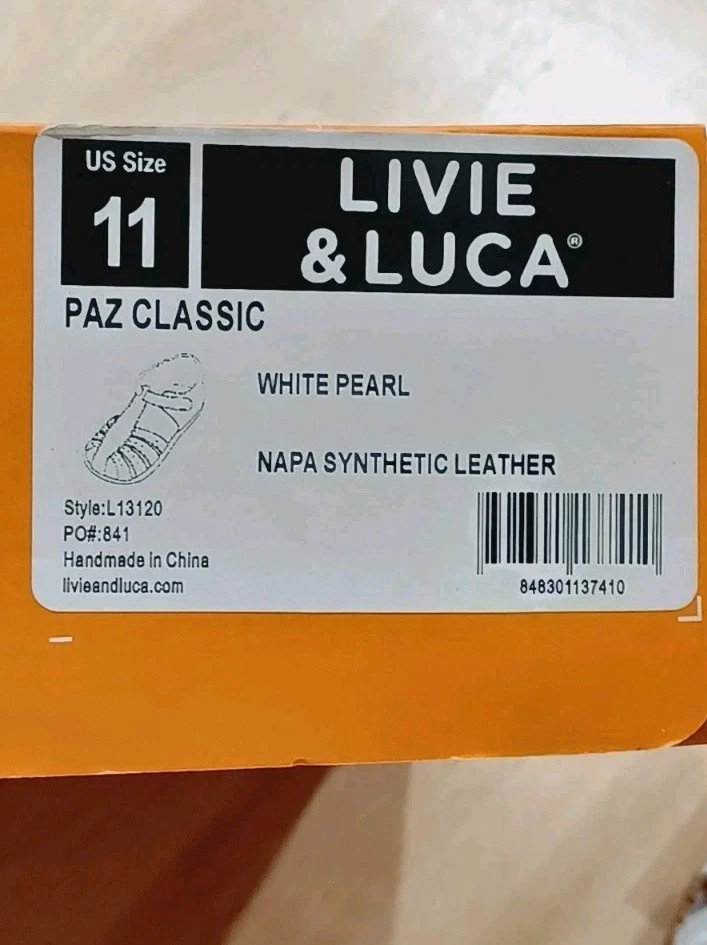 US Size
11
LIVIE
& LUCA®
PAZ CLASSIC
WHITE PEARL
NAPA SYNTHETIC LEATHER
Style:L13120
PO#:841
Handmade in China
livieandluca.com
848301137410